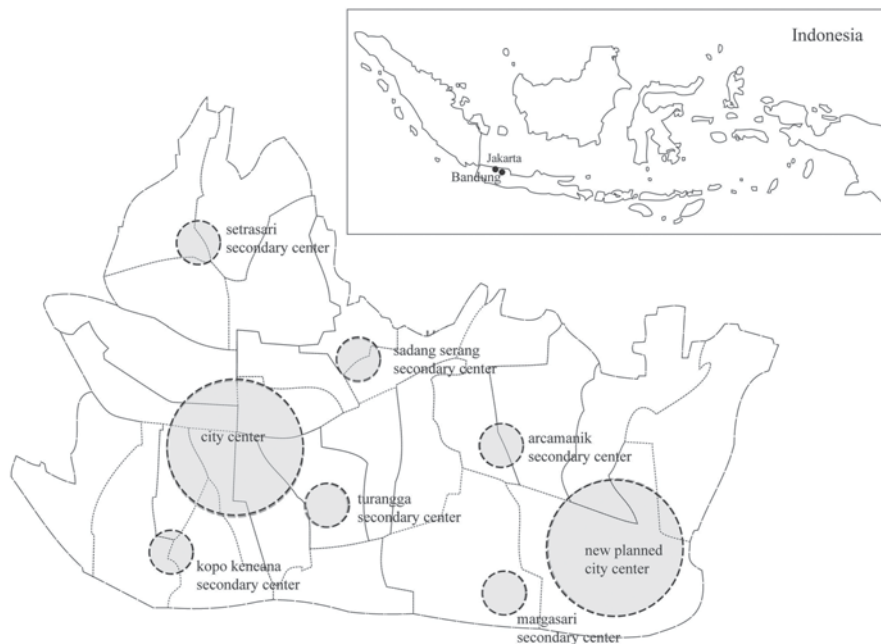 Indonesia
Jakarta
Bandung
setrasari
secondary center
sadang serang
secondary center
city center
arcamanik
secondary center
turangga
secondary center
kopo kencana
secondary center
new planned
city center
margasari
secondary center